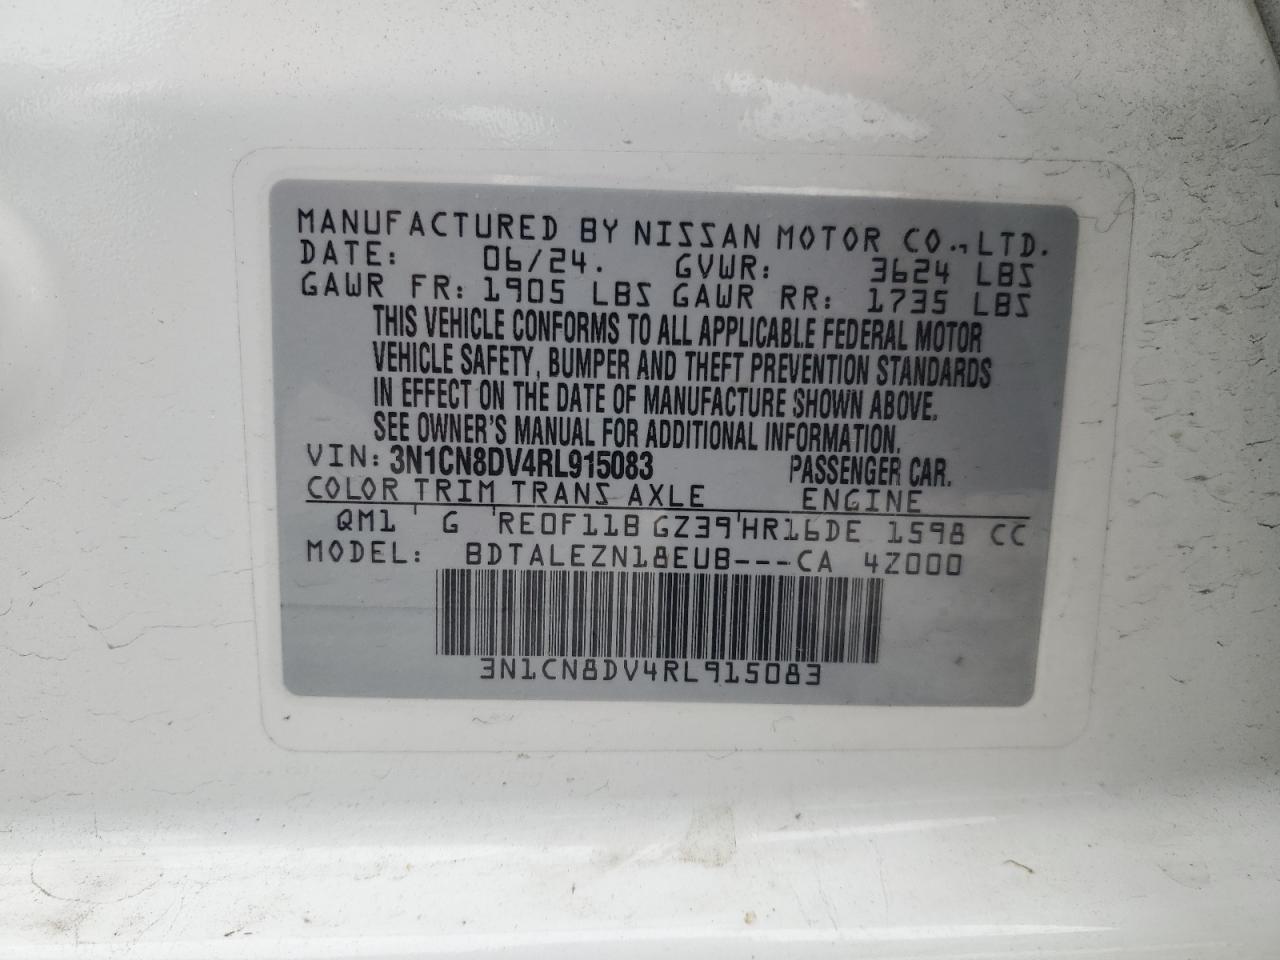 MANUFACTURED BY NISSAN MOTOR CO., LTD.
DATE: 06/24. GVWR: 3624 LBS
GAWR FR: 1905 LBS GAWR RR: 1735 LBS
THIS VEHICLE CONFORMS TO ALL APPLICABLE FEDERAL MOTOR
VEHICLE SAFETY, BUMPER AND THEFT PREVENTION STANDARDS
IN EFFECT ON THE DATE OF MANUFACTURE SHOWN ABOVE.
SEE OWNER'S MANUAL FOR ADDITIONAL INFORMATION.
VIN: 3N1CN8DV4RL915083 PASSENGER CAR.
COLOR TRIM TRANS AXLE ENGINE
QM1 ' G 'RE0F11B GZ39'HR16DE 1598 CC
MODEL: BDTALEZN18EUB---CA 4Z000
3N1CN8DV4RL915083